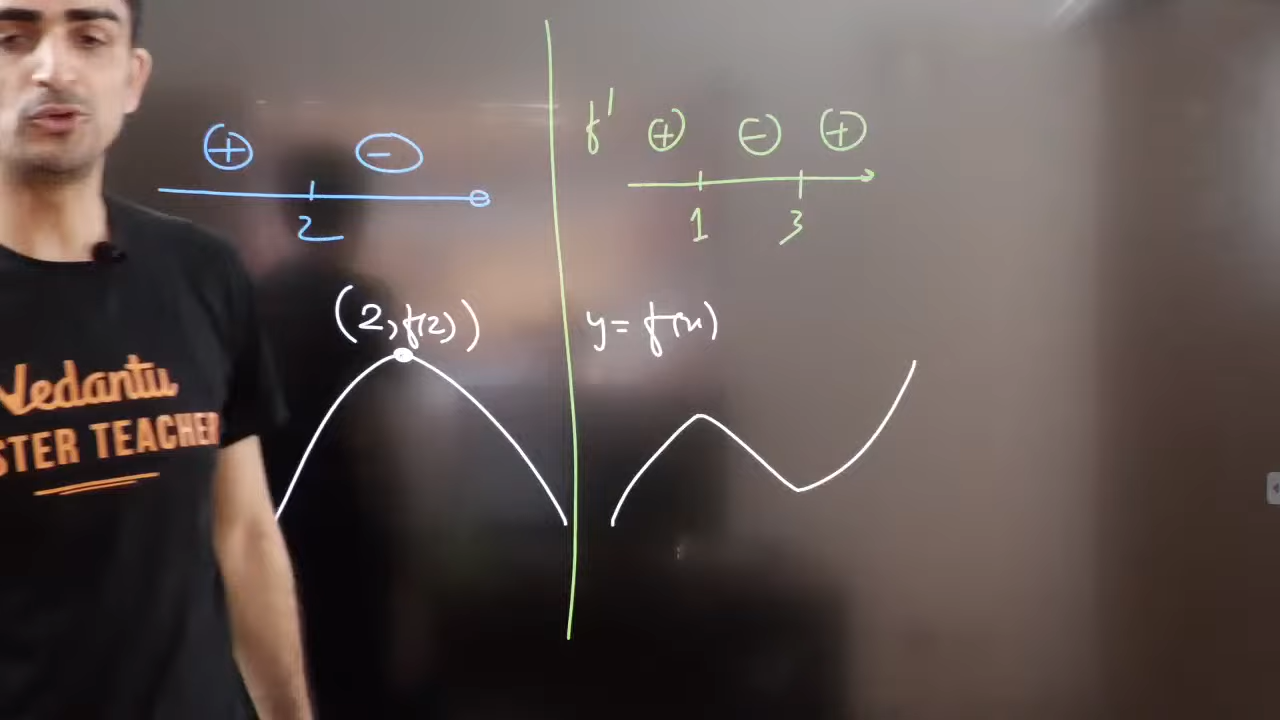 ⊕ ⊖
2
(2, f(2))
f' ⊕ ⊖ ⊕
1 3
y = f(x)
Vedantu
STER TEACHER